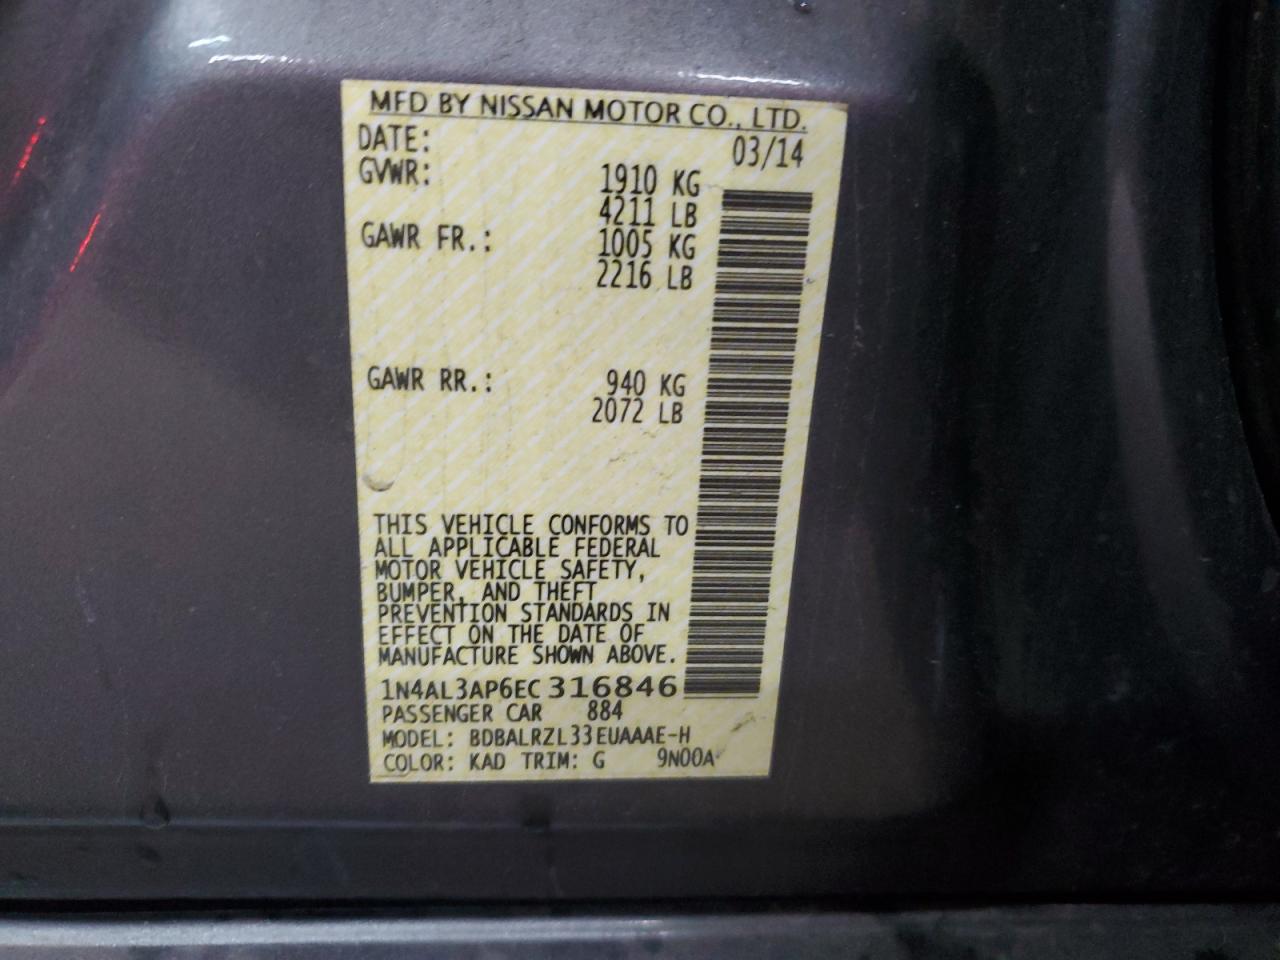 MFD BY NISSAN MOTOR CO., LTD.
DATE: 03/14
GVWR: 1910 KG
4211 LB
GAWR FR.: 1005 KG
2216 LB
GAWR RR.: 940 KG
2072 LB
THIS VEHICLE CONFORMS TO
ALL APPLICABLE FEDERAL
MOTOR VEHICLE SAFETY,
BUMPER, AND THEFT
PREVENTION STANDARDS IN
EFFECT ON THE DATE OF
MANUFACTURE SHOWN ABOVE.
1N4AL3AP6EC316846
PASSENGER CAR 884
MODEL: BDBALRZL33EUAAAE-H
COLOR: KAD TRIM: G 9N00A